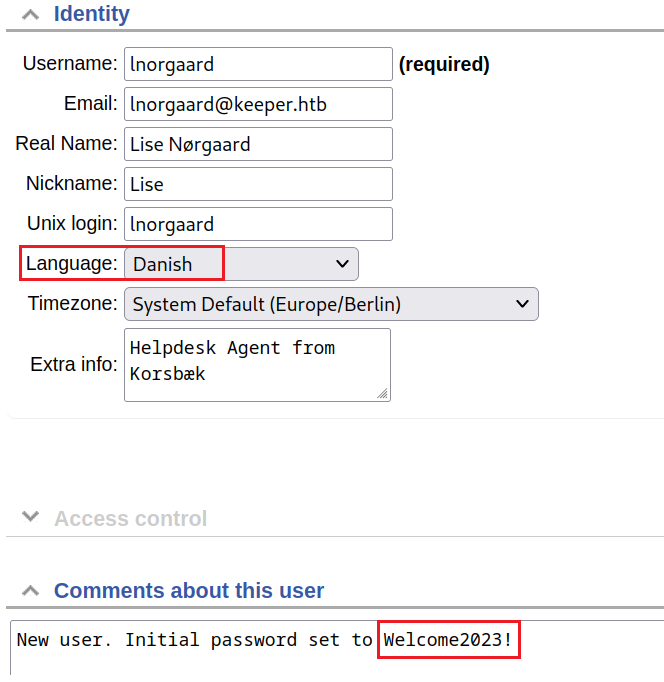 Identity
Username: lnorgaard (required)
Email: lnorgaard@keeper.htb
Real Name: Lise Nørgaard
Nickname: Lise
Unix login: lnorgaard
Language: Danish
Timezone: System Default (Europe/Berlin)
Extra info: Helpdesk Agent from
Korsbæk
Access control
Comments about this user
New user. Initial password set to Welcome2023!